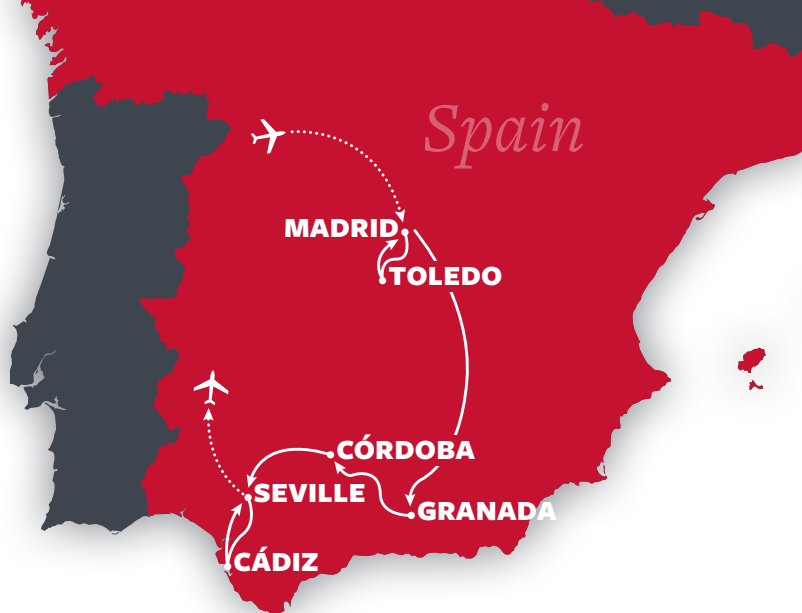 Spain
MADRID
TOLEDO
CÓRDOBA
SEVILLE
GRANADA
CÁDIZ